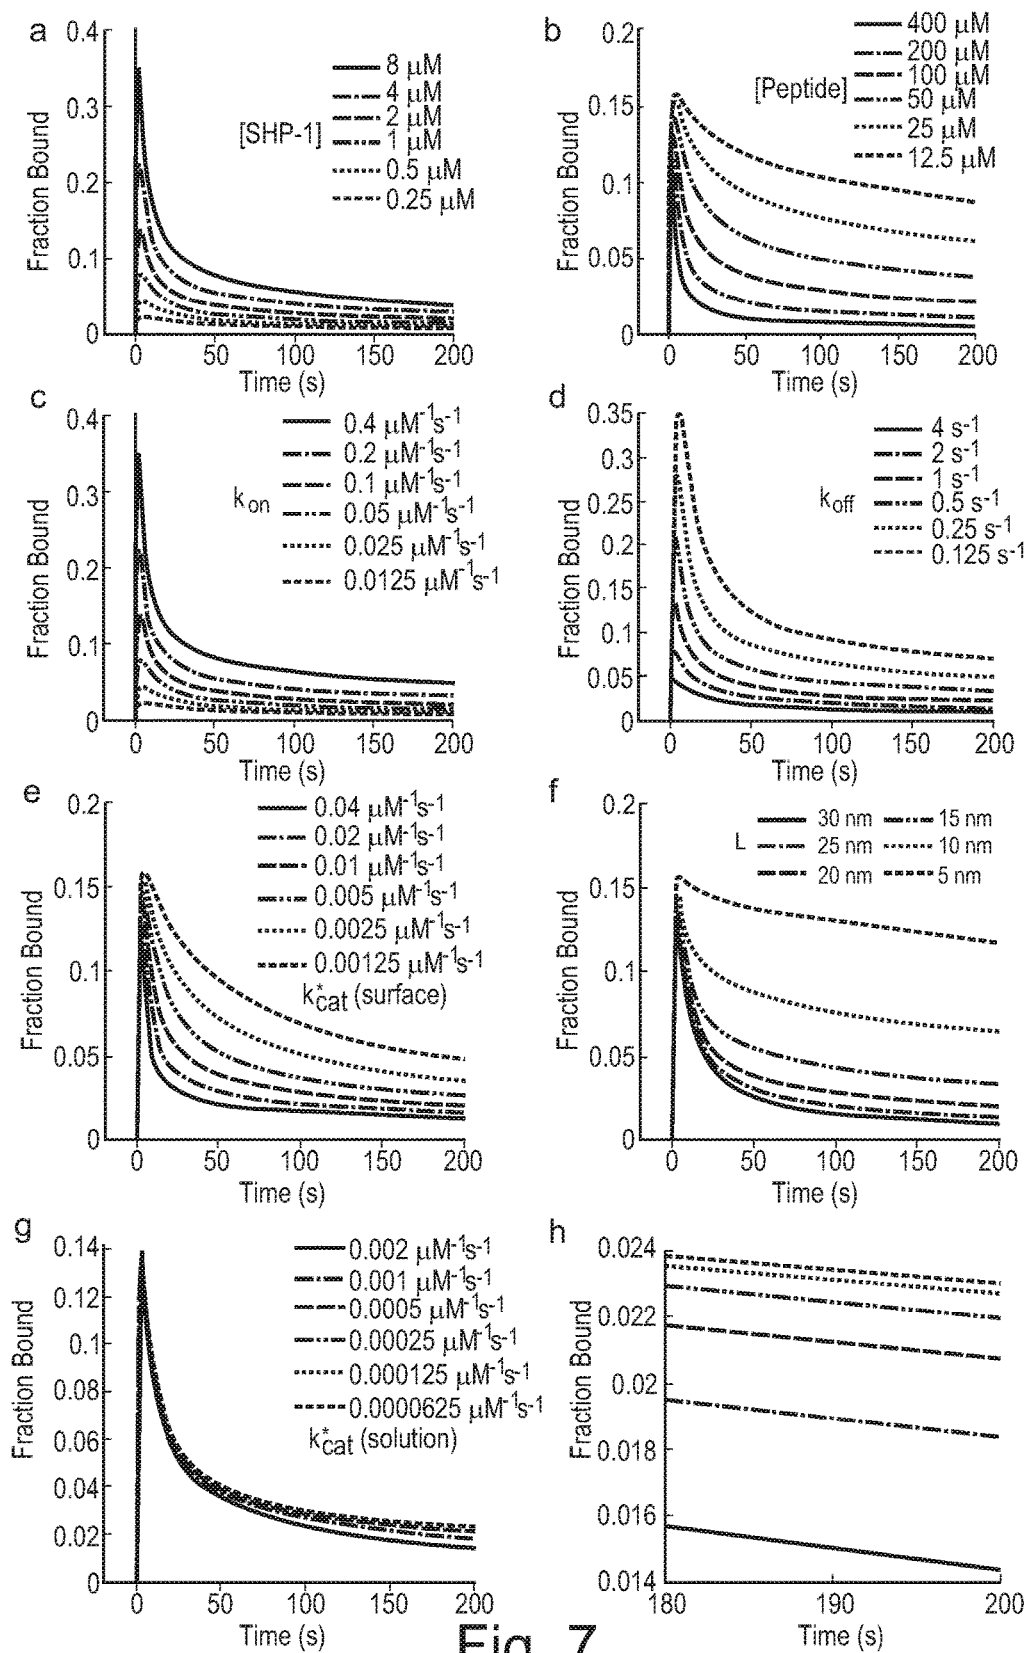 a
0.4
0.3
0.2
0.1
0
Fraction Bound
[SHP-1]
8 µM
4 µM
2 µM
1 µM
0.5 µM
0.25 µM
0 50 100 150 200
Time (s)
b
0.2
0.15
0.1
0.05
0
Fraction Bound
[Peptide]
400 µM
200 µM
100 µM
50 µM
25 µM
12.5 µM
0 50 100 150 200
Time (s)
c
0.4
0.3
0.2
0.1
0
Fraction Bound
kon
0.4 µM-1s-1
0.2 µM-1s-1
0.1 µM-1s-1
0.05 µM-1s-1
0.025 µM-1s-1
0.0125 µM-1s-1
0 50 100 150 200
Time (s)
d
0.35
0.3
0.25
0.2
0.15
0.1
0.05
0
Fraction Bound
koff
4 s-1
2 s-1
1 s-1
0.5 s-1
0.25 s-1
0.125 s-1
0 50 100 150 200
Time (s)
e
0.2
0.15
0.1
0.05
0
Fraction Bound
0.04 µM-1s-1
0.02 µM-1s-1
0.01 µM-1s-1
0.005 µM-1s-1
0.0025 µM-1s-1
0.00125 µM-1s-1
k*cat (surface)
0 50 100 150 200
Time (s)
f
0.2
0.15
0.1
0.05
0
Fraction Bound
L
30 nm 15 nm
25 nm 10 nm
20 nm 5 nm
0 50 100 150 200
Time (s)
g
0.14
0.12
0.10
0.08
0.06
0.04
0.02
0
Fraction Bound
0.002 µM-1s-1
0.001 µM-1s-1
0.0005 µM-1s-1
0.00025 µM-1s-1
0.000125 µM-1s-1
0.0000625 µM-1s-1
k*cat (solution)
0 50 100 150 200
Time (s)
h
0.024
0.022
0.02
0.018
0.016
0.014
Fraction Bound
180 190 200
Time (s)
Fig. 7